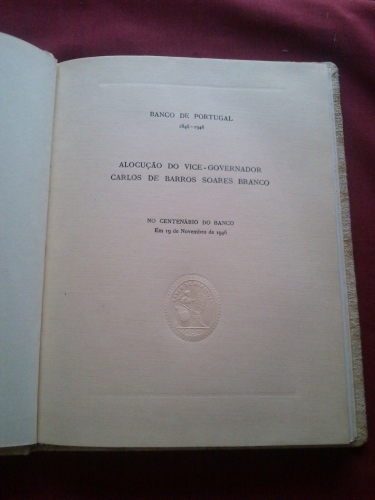 BANCO DE PORTUGAL
1846-1946
ALOCUÇÃO DO VICE-GOVERNADOR
CARLOS DE BARROS SOARES BRANCO
NO CENTENÁRIO DO BANCO
Em 19 de Novembro de 1946